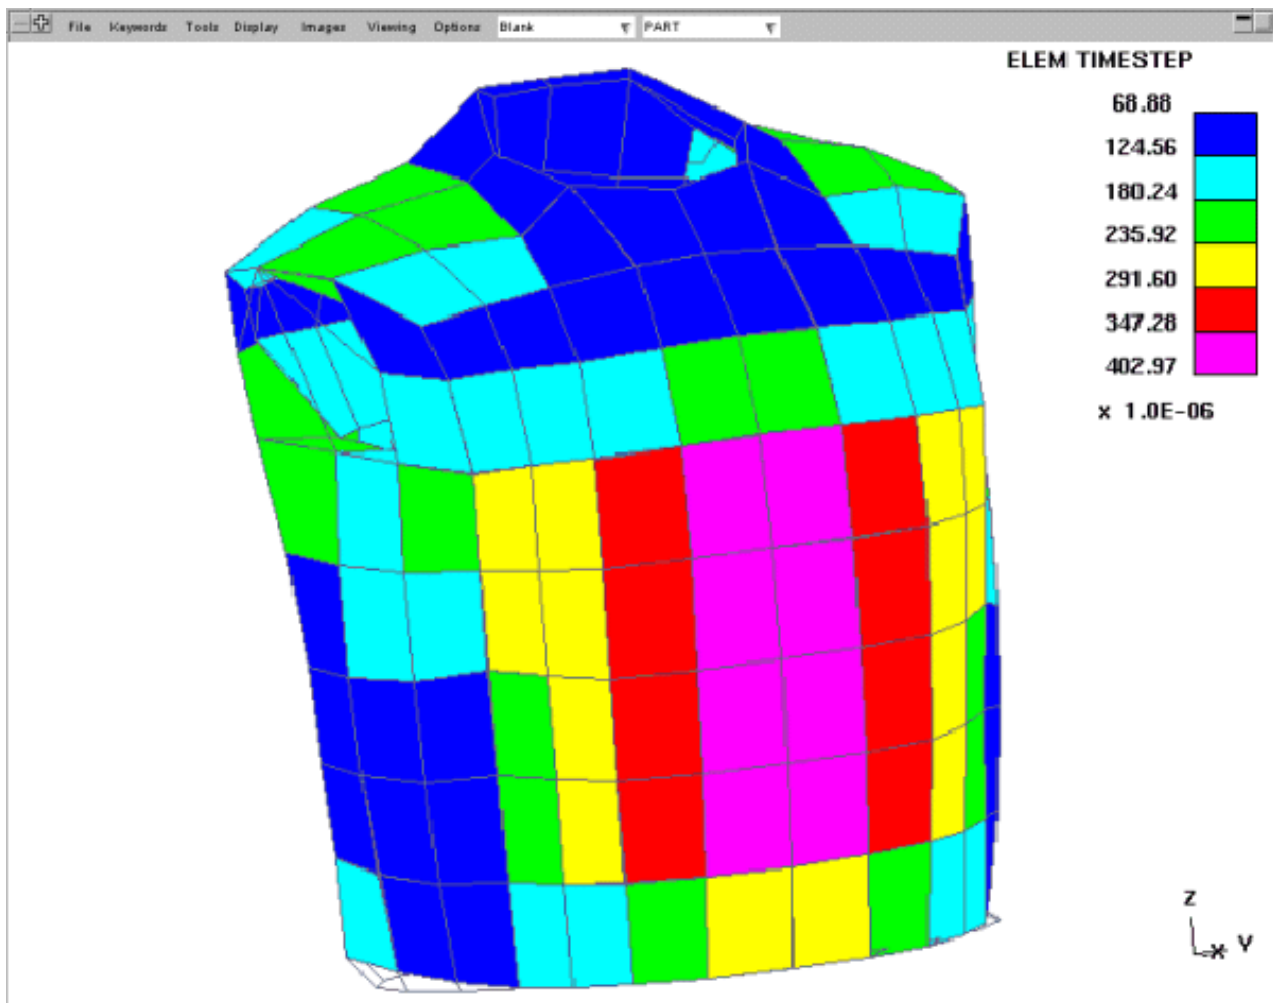 File Keywords Tools Display Images Viewing Options Blank PART
ELEM TIMESTEP
68.88
124.56
180.24
235.92
291.60
347.28
402.97
x 1.0E-06
Z
X Y